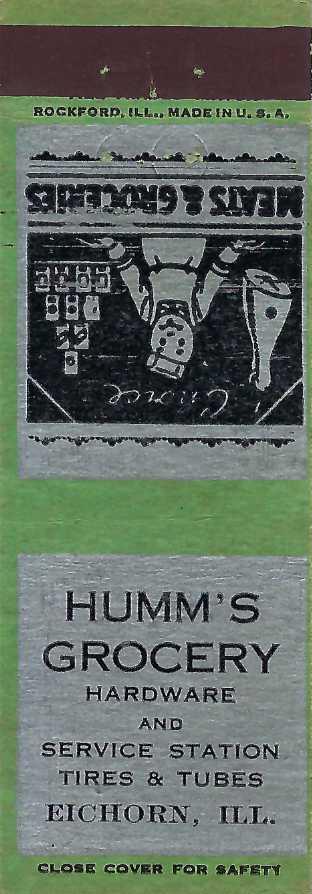 ROCKFORD, ILL., MADE IN U. S. A.
MEATS & GROCERIES
Choice
HUMM'S
GROCERY
HARDWARE
AND
SERVICE STATION
TIRES & TUBES
EICHORN, ILL.
CLOSE COVER FOR SAFETY